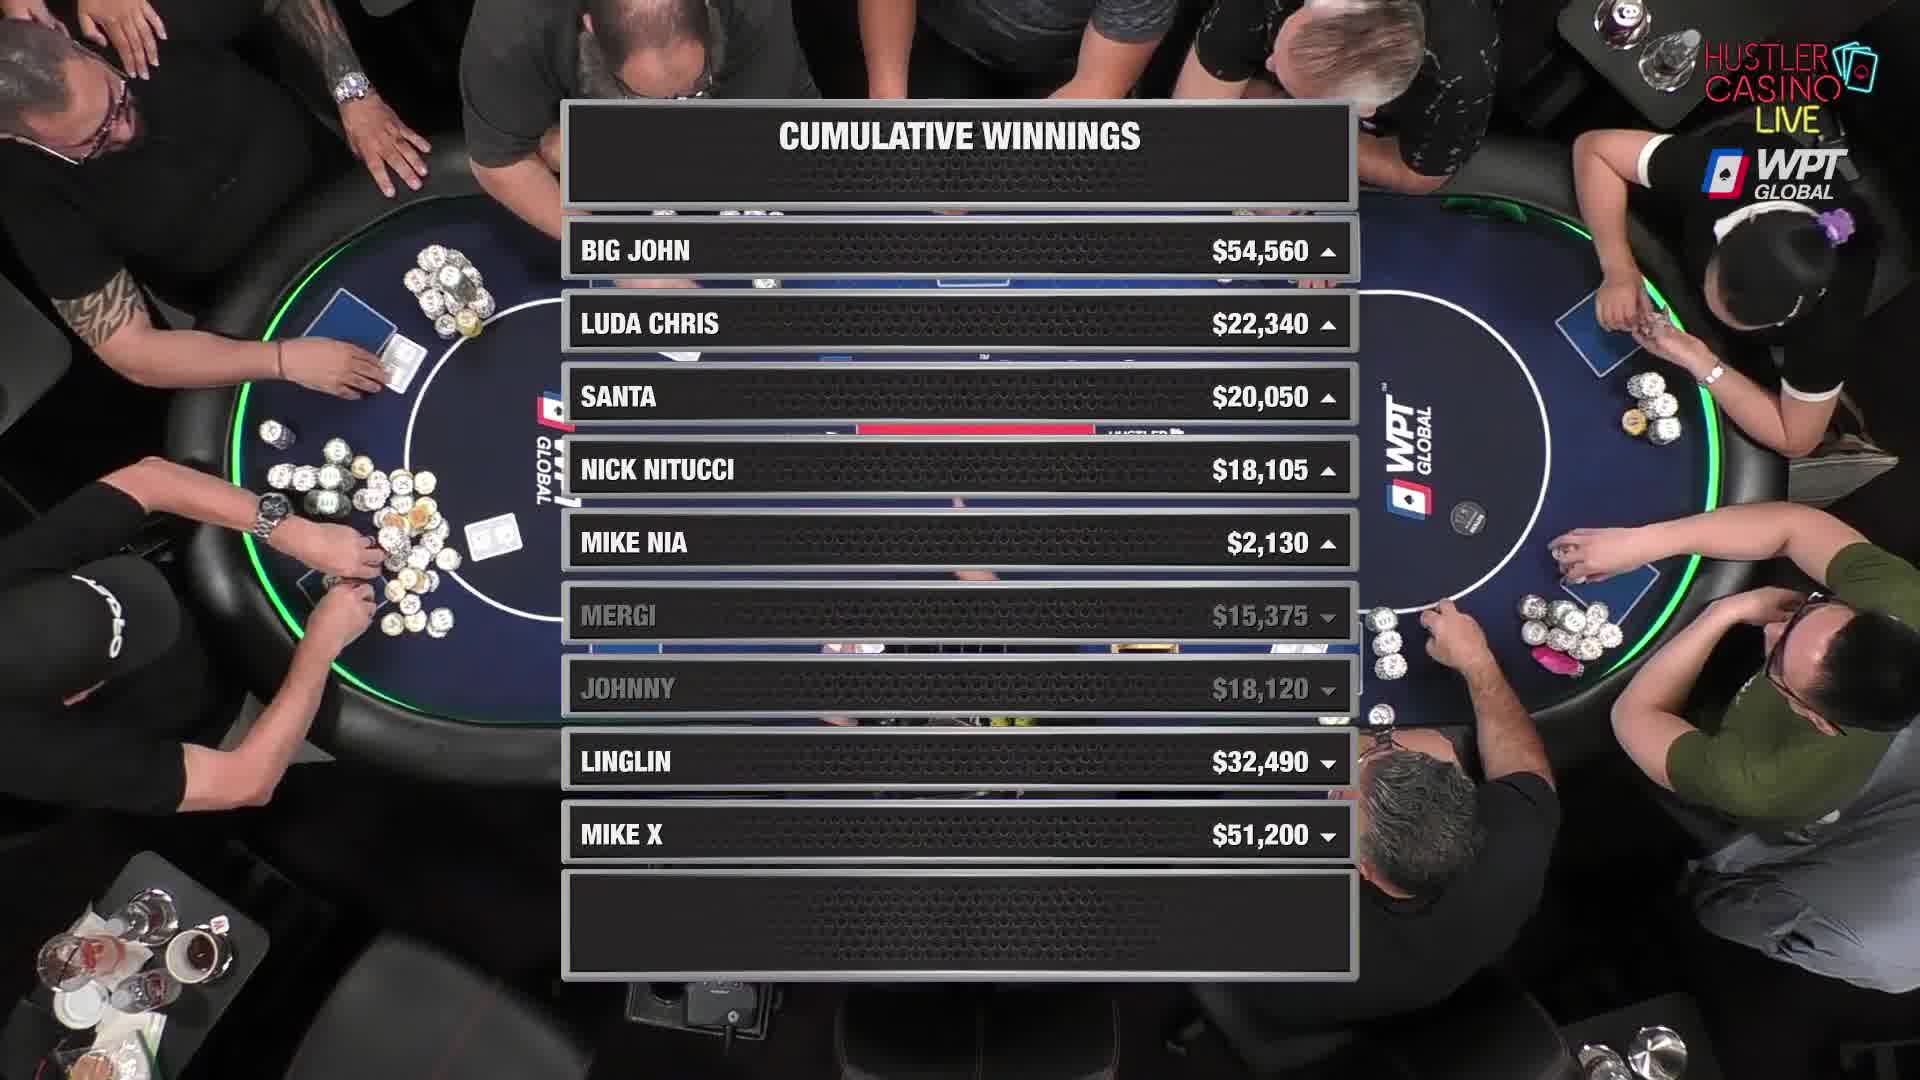 HUSTLER
CASINO
LIVE
WPT
GLOBAL
CUMULATIVE WINNINGS
BIG JOHN $54,560
LUDA CHRIS $22,340
SANTA $20,050
NICK NITUCCI $18,105
MIKE NIA $2,130
MERGI $15,375
JOHNNY $18,120
LINGLIN $32,490
MIKE X $51,200
GLOBAL
WPT
GLOBAL